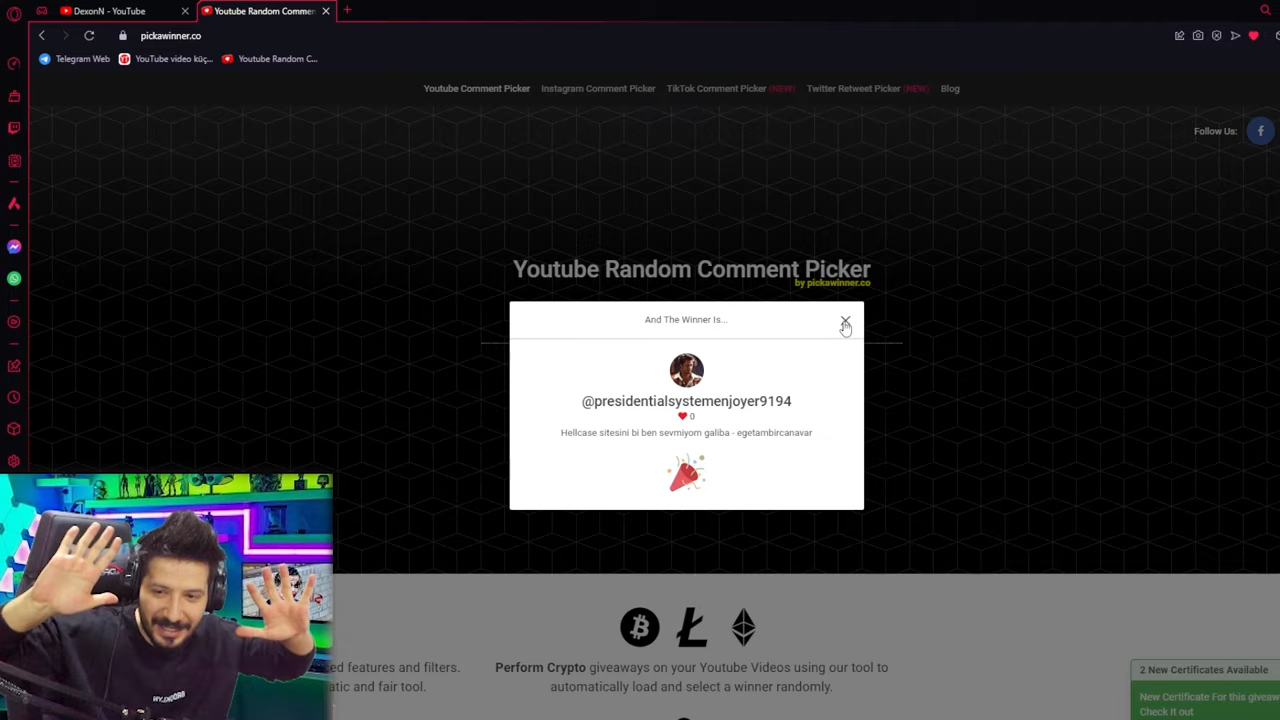 DexonN - YouTube
Youtube Random Commen
pickawinner.co
Telegram Web
YouTube video küç...
Youtube Random C...
Youtube Comment Picker
Instagram Comment Picker
TikTok Comment Picker (NEW)
Twitter Retweet Picker (NEW)
Blog
Follow Us:
Youtube Random Comment Picker
by pickawinner.co
And The Winner Is...
@presidentialsystemenjoyer9194
0
Hellcase sitesini bi ben sevmiyom galiba - egetambircanavar
ed features and filters.
atic and fair tool.
Perform Crypto giveaways on your Youtube Videos using our tool to
automatically load and select a winner randomly.
2 New Certificates Available
New Certificate For this giveaw
Check it out